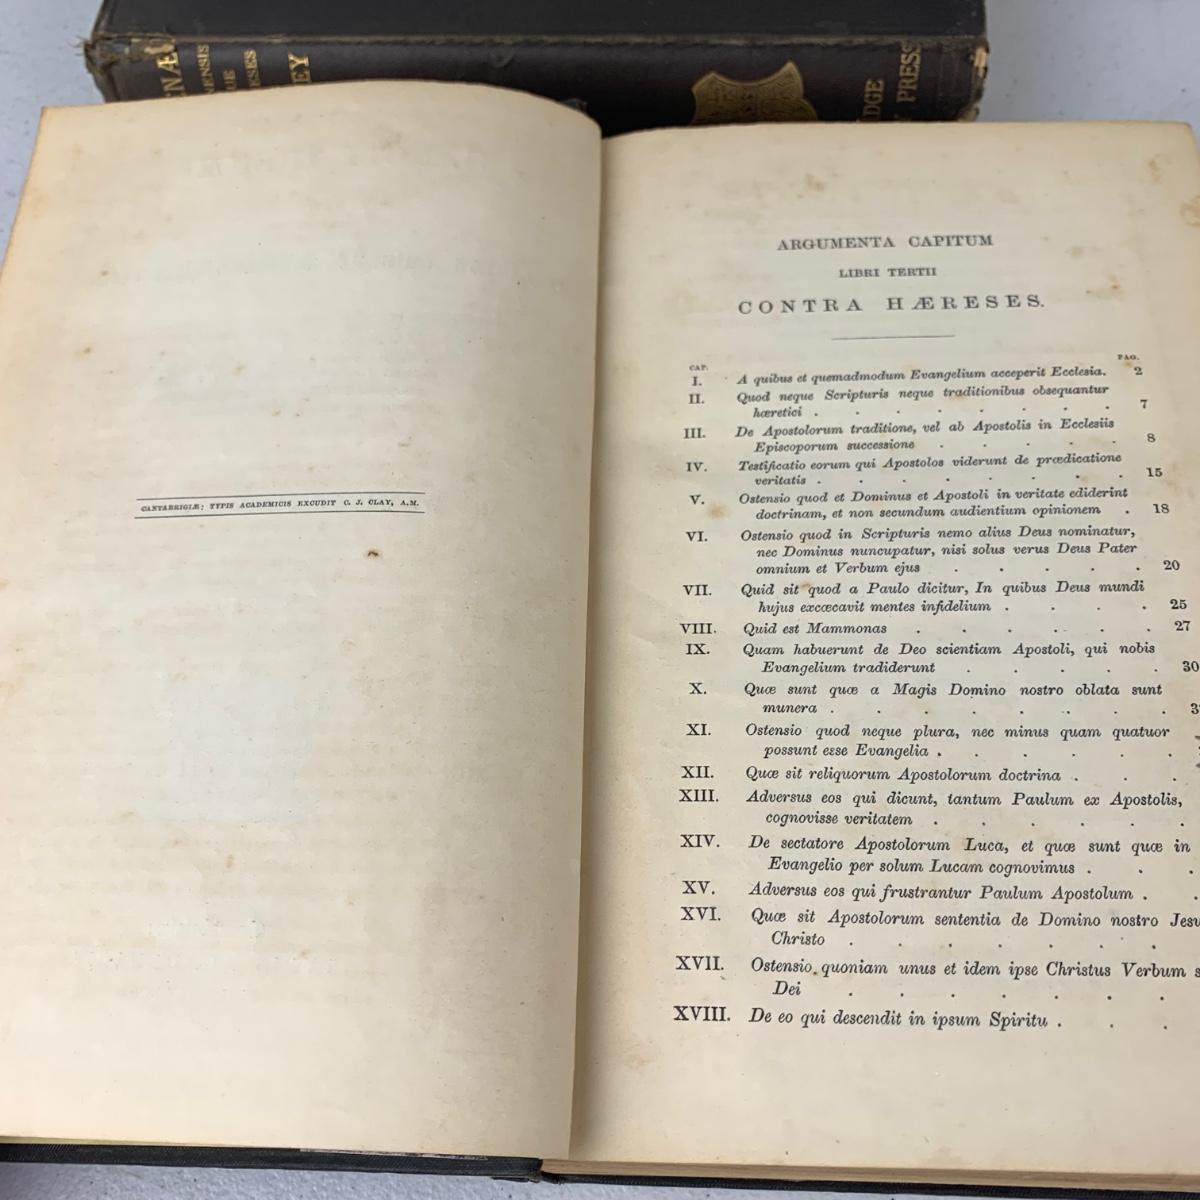 ENÆ
NENSIS
RÆ
ESES
EY
DGE
Y PRESS
CANTABRIGIÆ; TYPIS ACADEMICIS EXCUDIT C. J. CLAY, A.M.
ARGUMENTA CAPITUM
LIBRI TERTII
CONTRA HÆRESES.
CAP. PAG.
I. A quibus et quemadmodum Evangelium acceperit Ecclesia. 2
II. Quod neque Scripturis neque traditionibus obsequantur
hæretici . . . . . . . . 7
III. De Apostolorum traditione, vel ab Apostolis in Ecclesiis
Episcoporum successione . . . . . 8
IV. Testificatio eorum qui Apostolos viderunt de prædicatione
veritatis . . . . . . . . 15
V. Ostensio quod et Dominus et Apostoli in veritate ediderint
doctrinam, et non secundum audientium opinionem . 18
VI. Ostensio quod in Scripturis nemo alius Deus nominatur,
nec Dominus nuncupatur, nisi solus verus Deus Pater
omnium et Verbum ejus . . . . . 20
VII. Quid sit quod a Paulo dicitur, In quibus Deus mundi
hujus excæcavit mentes infidelium . . . . 25
VIII. Quid est Mammonas . . . . . . 27
IX. Quam habuerunt de Deo scientiam Apostoli, qui nobis
Evangelium tradiderunt . . . . . 30
X. Quæ sunt quæ a Magis Domino nostro oblata sunt
munera . . . . . . . . 3
XI. Ostensio quod neque plura, nec minus quam quatuor
possunt esse Evangelia . . . . . .
XII. Quæ sit reliquorum Apostolorum doctrina . . .
XIII. Adversus eos qui dicunt, tantum Paulum ex Apostolis,
cognovisse veritatem . . . . . .
XIV. De sectatore Apostolorum Luca, et quæ sunt quæ in
Evangelio per solum Lucam cognovimus . . .
XV. Adversus eos qui frustrantur Paulum Apostolum . .
XVI. Quæ sit Apostolorum sententia de Domino nostro Jesu
Christo . . . . . . .
XVII. Ostensio quoniam unus et idem ipse Christus Verbum s
Dei . . . . . . .
XVIII. De eo qui descendit in ipsum Spiritu . . .